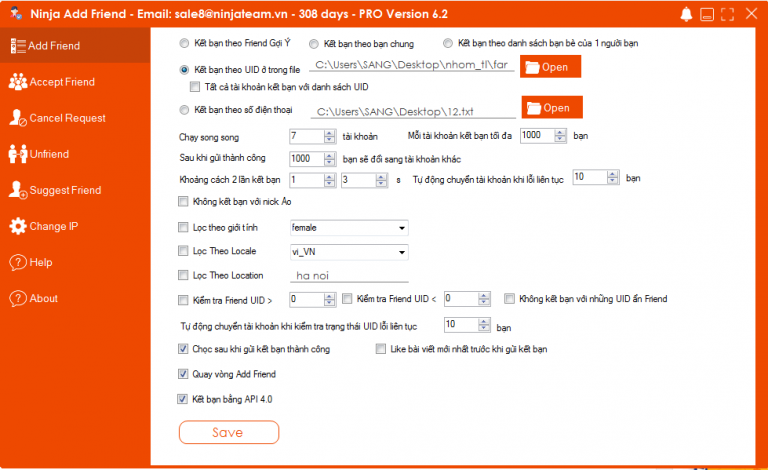 Ninja Add Friend - Email: sale8@ninjateam.vn - 308 days - PRO Version 6.2
Add Friend
Accept Friend
Cancel Request
Unfriend
Suggest Friend
Change IP
Help
About
Kết bạn theo Friend Gợi Ý Kết bạn theo bạn chung Kết bạn theo danh sách bạn bè của 1 người bạn
Kết bạn theo UID ở trong file C:\Users\SANG\Desktop\nhom_tl\far Open
Tất cả tài khoản kết bạn với danh sách UID
Kết bạn theo số điện thoại C:\Users\SANG\Desktop\12.txt Open
Chạy song song 7 tài khoản Mỗi tài khoản kết bạn tối đa 1000 bạn
Sau khi gửi thành công 1000 bạn sẽ đổi sang tài khoản khác
Khoảng cách 2 lần kết bạn 1 3 s Tự động chuyển tài khoản khi lỗi liên tục 10 bạn
Không kết bạn với nick Ảo
Lọc theo giới tính female
Lọc Theo Locale vi_VN
Lọc Theo Location ha noi
Kiểm tra Friend UID > 0 Kiểm tra Friend UID < 0 Không kết bạn với những UID ẩn Friend
Tự động chuyển tài khoản khi kiểm tra trạng thái UID lỗi liên tục 10 bạn
Chọc sau khi gửi kết bạn thành công Like bài viết mới nhất trước khi gửi kết bạn
Quay vòng Add Friend
Kết bạn bằng API 4.0
Save